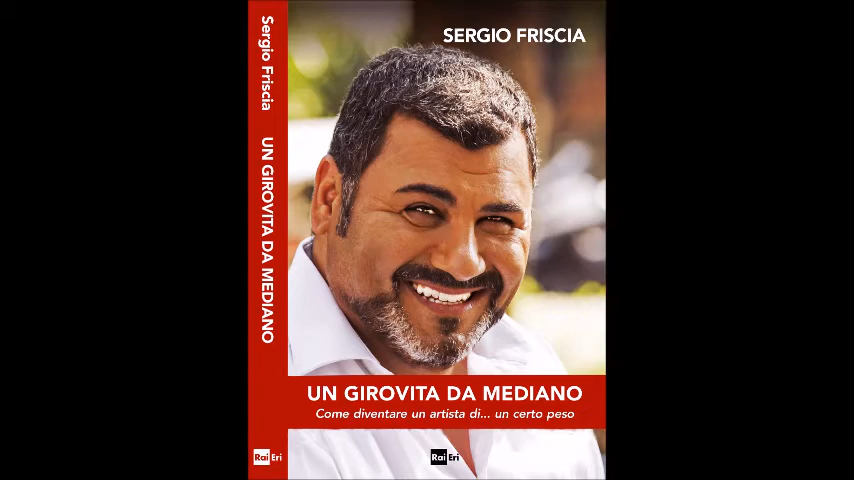 Sergio Friscia
UN GIROVITA DA MEDIANO
Rai Eri
SERGIO FRISCIA
UN GIROVITA DA MEDIANO
Come diventare un artista di... un certo peso
Rai Eri